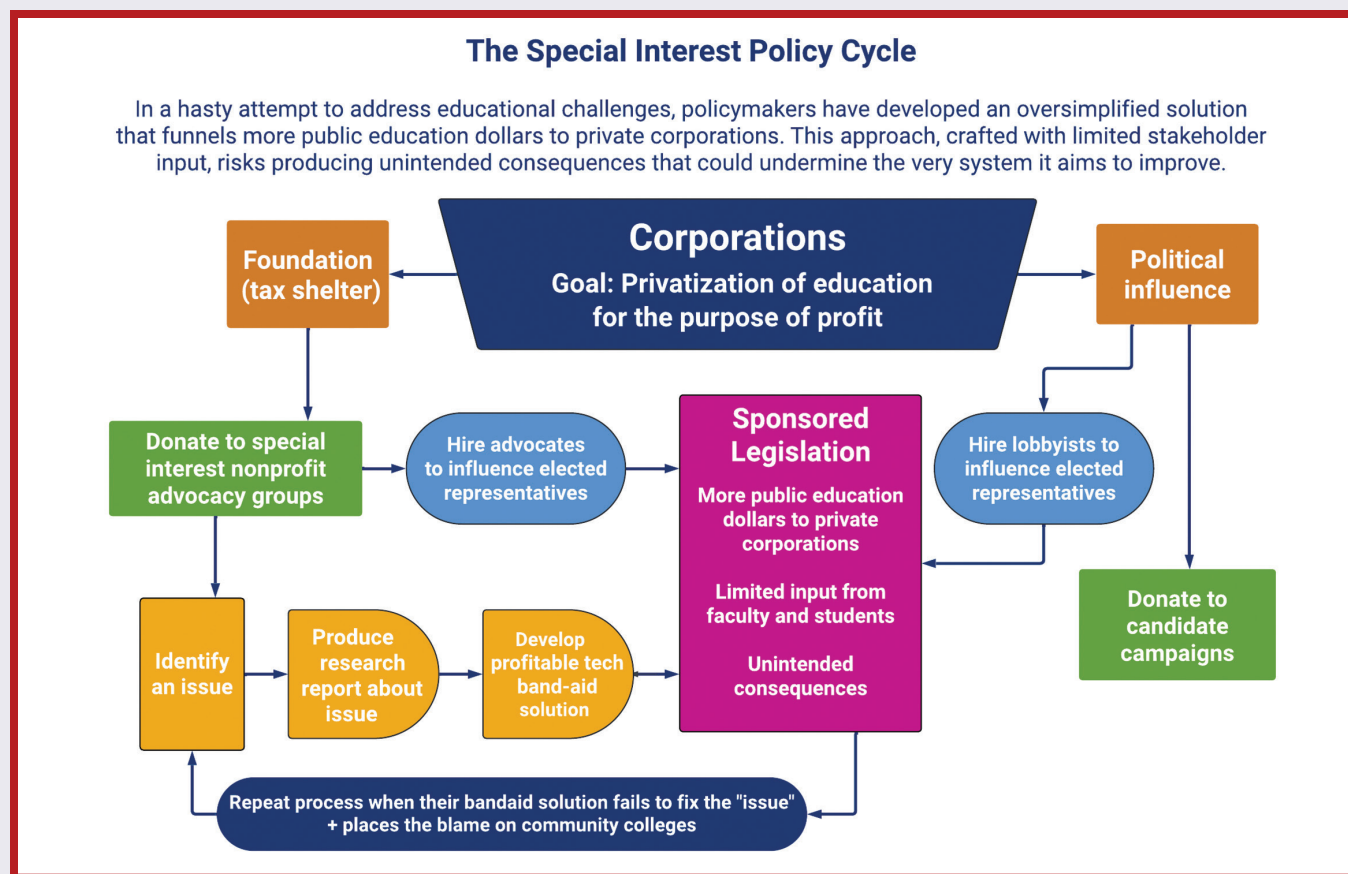 The Special Interest Policy Cycle
In a hasty attempt to address educational challenges, policymakers have developed an oversimplified solution
that funnels more public education dollars to private corporations. This approach, crafted with limited stakeholder
input, risks producing unintended consequences that could undermine the very system it aims to improve.
Foundation
(tax shelter)
Corporations
Goal: Privatization of education
for the purpose of profit
Political
influence
Donate to special
interest nonprofit
advocacy groups
Hire advocates
to influence elected
representatives
Sponsored
Legislation
More public education
dollars to private
corporations
Limited input from
faculty and students
Unintended
consequences
Hire lobbyists to
influence elected
representatives
Donate to
candidate
campaigns
Identify
an issue
Produce
research
report about
issue
Develop
profitable tech
band-aid
solution
Repeat process when their bandaid solution fails to fix the "issue"
+ places the blame on community colleges